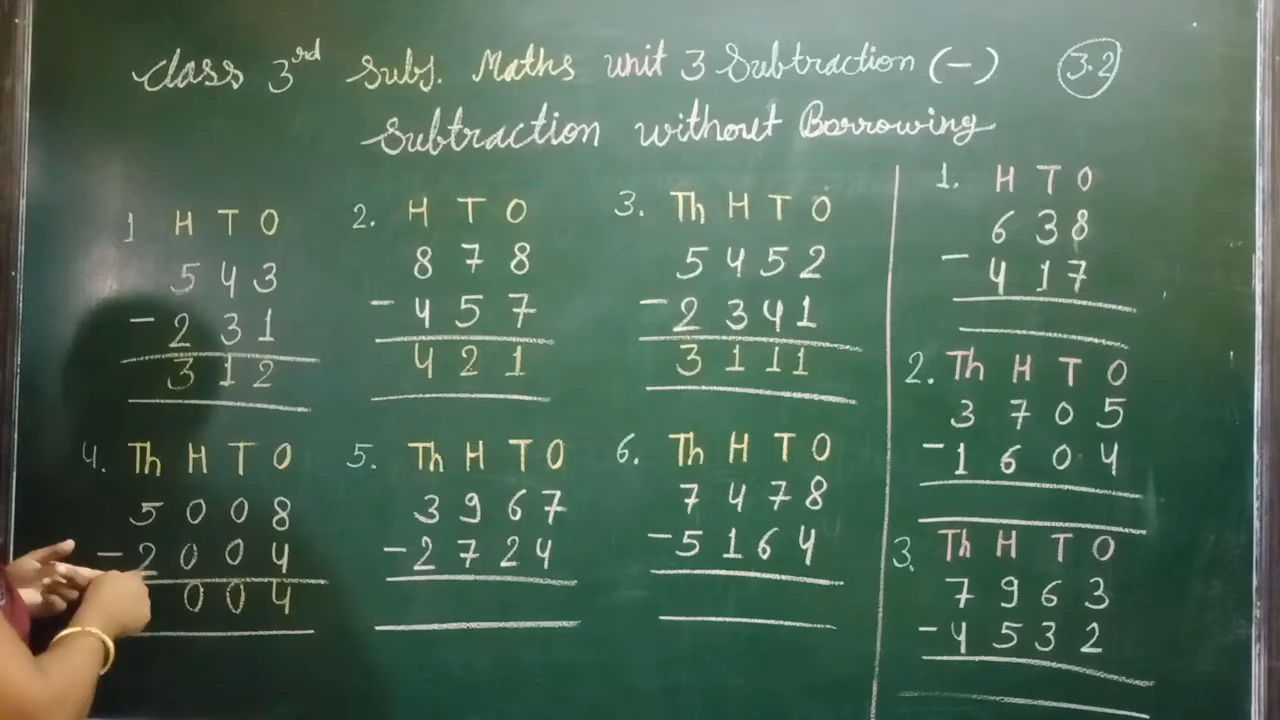 Class 3rd Subj. Maths unit 3 Subtraction (-) 3.2
Subtraction without Borrowing
1 H T O
5 4 3
- 2 3 1
3 1 2
2. H T O
8 7 8
- 4 5 7
4 2 1
3. Th H T O
5 4 5 2
- 2 3 4 1
3 1 1 1
4. Th H T O
5 0 0 8
- 2 0 0 4
0 0 4
5. Th H T O
3 9 6 7
- 2 7 2 4
6. Th H T O
7 4 7 8
- 5 1 6 4
1. H T O
6 3 8
- 4 1 7
2. Th H T O
3 7 0 5
- 1 6 0 4
3. Th H T O
7 9 6 3
- 4 5 3 2